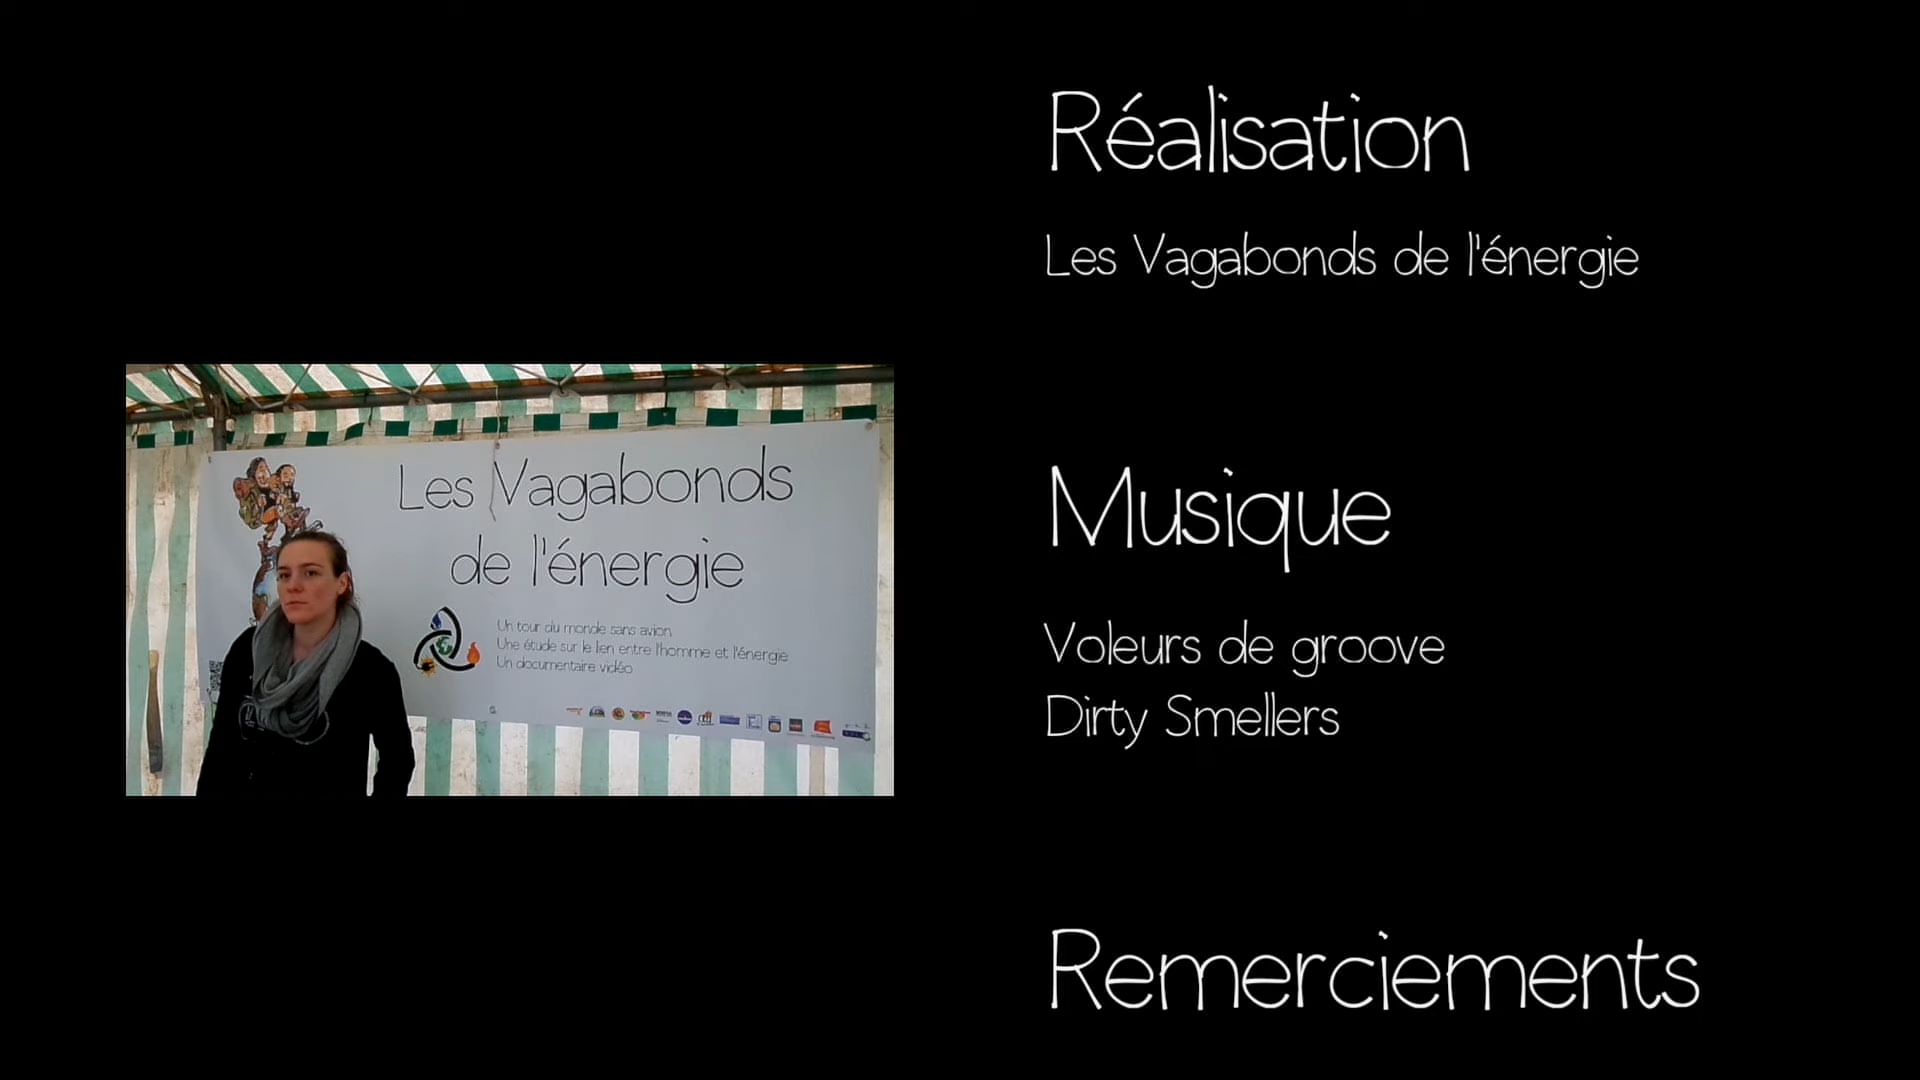 Réalisation
Les Vagabonds de l'énergie
Musique
Voleurs de groove
Dirty Smellers
Remerciements
Les Vagabonds
de l'énergie
Un tour du monde sans avion
Une étude sur le lien entre l'homme et l'énergie
Un documentaire vidéo